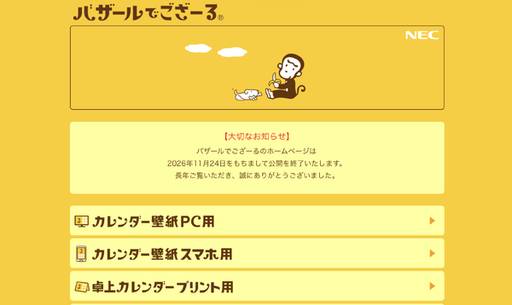 バザールでござーる®
NEC
【大切なお知らせ】
バザールでござーるのホームページは
2026年11月24日をもちまして公開を終了いたします。
長年ご覧いただき、誠にありがとうございました。
カレンダー壁紙PC用
カレンダー壁紙スマホ用
卓上カレンダープリント用